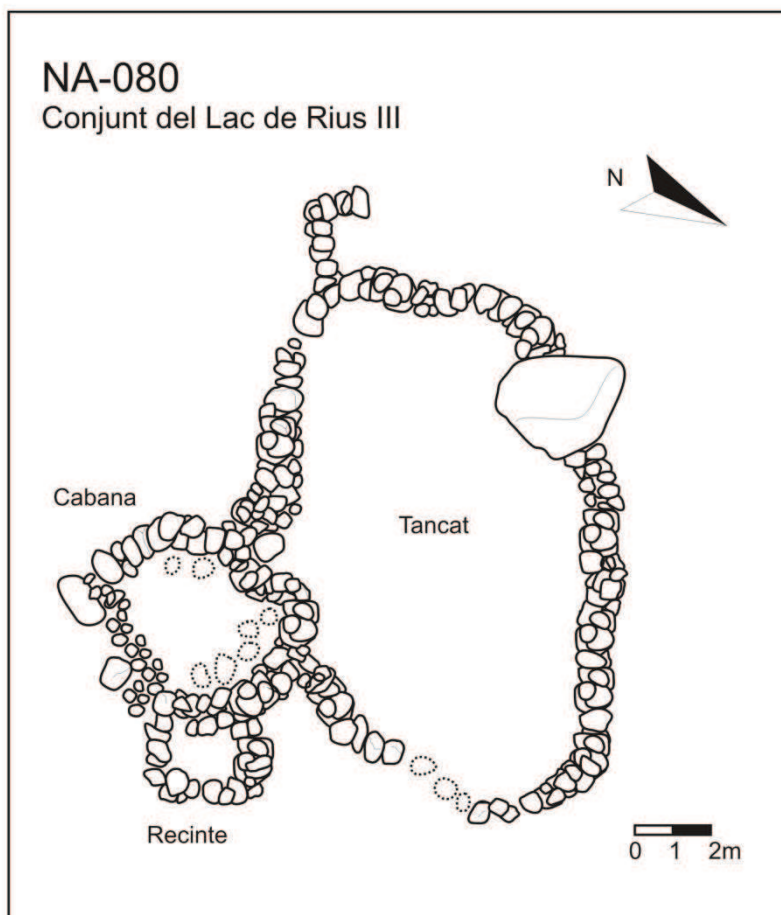 NA-080
Conjunt del Lac de Rius III
N
Cabana
Tancat
Recinte
0 1 2m